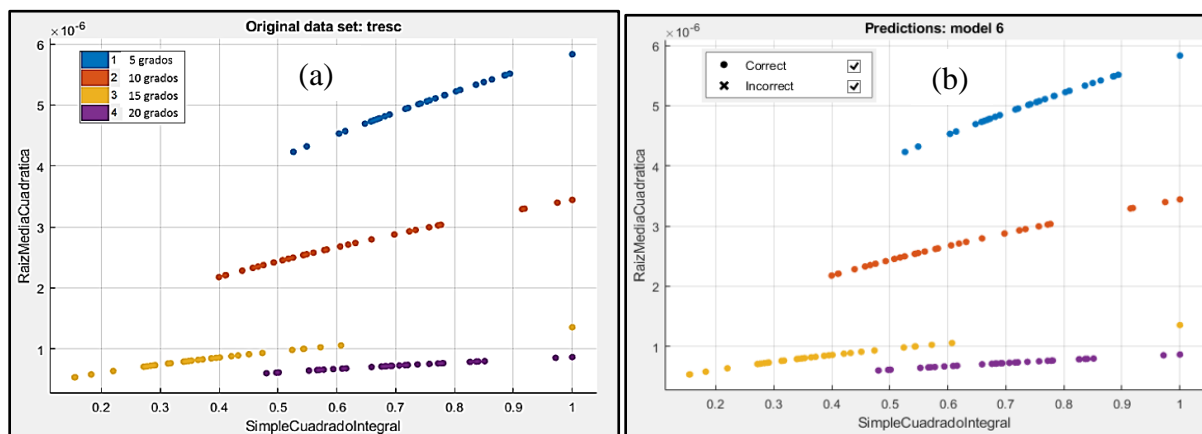 Original data set: tresc
×10⁻⁶
6
5
4
3
2
1
RaizMediaCuadratica
1 5 grados
2 10 grados
3 15 grados
4 20 grados
(a)
0.2 0.3 0.4 0.5 0.6 0.7 0.8 0.9 1
SimpleCuadradoIntegral
Predictions: model 6
×10⁻⁶
6
5
4
3
2
1
RaizMediaCuadratica
Correct
Incorrect
(b)
0.2 0.3 0.4 0.5 0.6 0.7 0.8 0.9 1
SimpleCuadradoIntegral